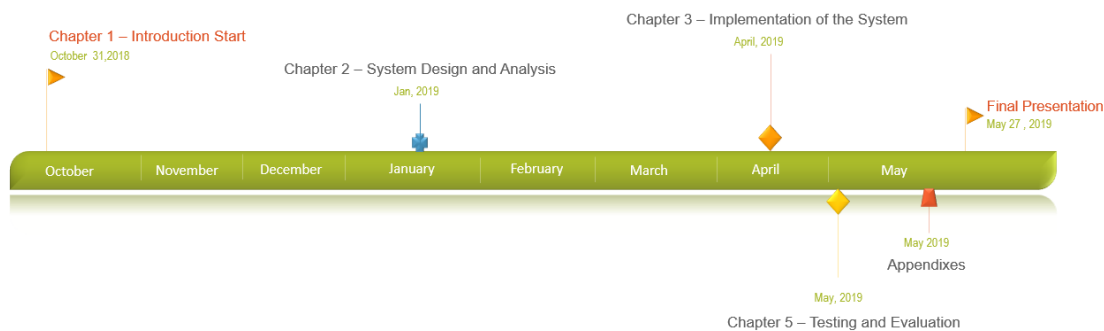 Chapter 3 – Implementation of the System
April, 2019
Chapter 1 – Introduction Start
October 31,2018
Chapter 2 – System Design and Analysis
Jan, 2019
Final Presentation
May 27 , 2019
October November December January February March April May
May 2019
Appendixes
May, 2019
Chapter 5 – Testing and Evaluation